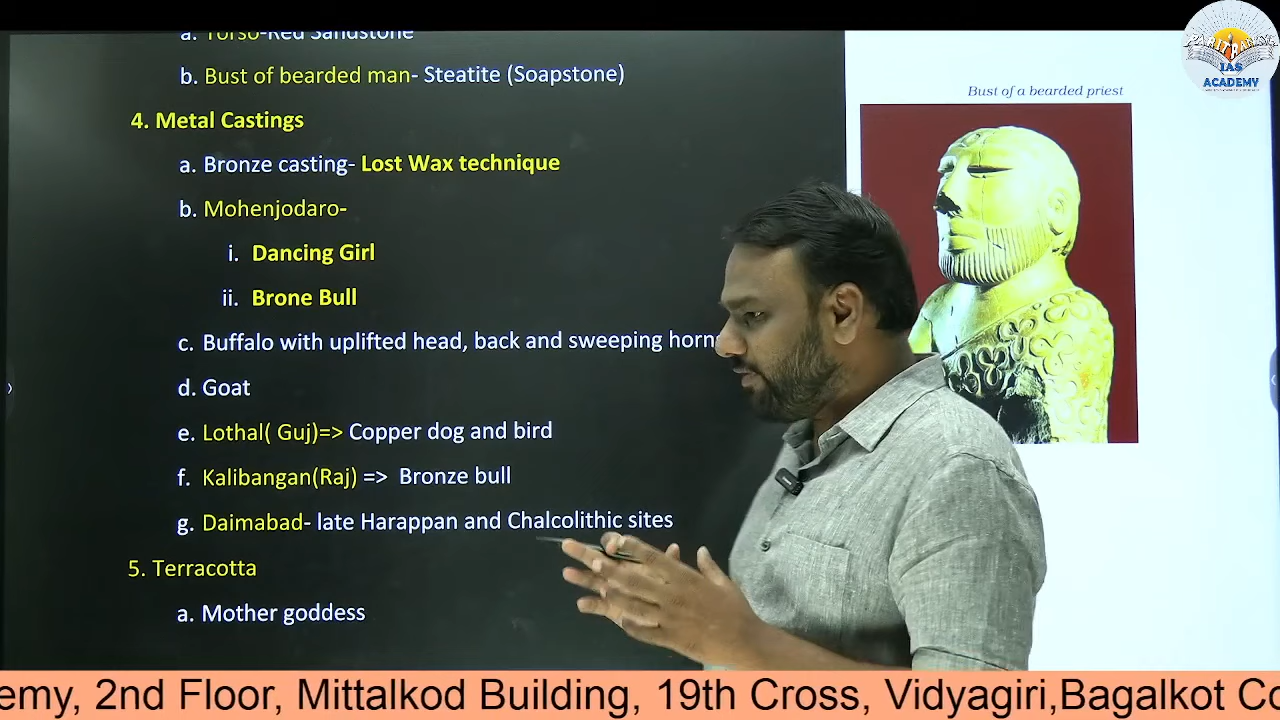 a. Torso-Red Sandstone
b. Bust of bearded man- Steatite (Soapstone)
4. Metal Castings
a. Bronze casting- Lost Wax technique
b. Mohenjodaro-
i. Dancing Girl
ii. Brone Bull
c. Buffalo with uplifted head, back and sweeping horn
d. Goat
e. Lothal( Guj)=> Copper dog and bird
f. Kalibangan(Raj) => Bronze bull
g. Daimabad- late Harappan and Chalcolithic sites
5. Terracotta
a. Mother goddess
Bust of a bearded priest
IAS
ACADEMY
emy, 2nd Floor, Mittalkod Building, 19th Cross, Vidyagiri,Bagalkot Co